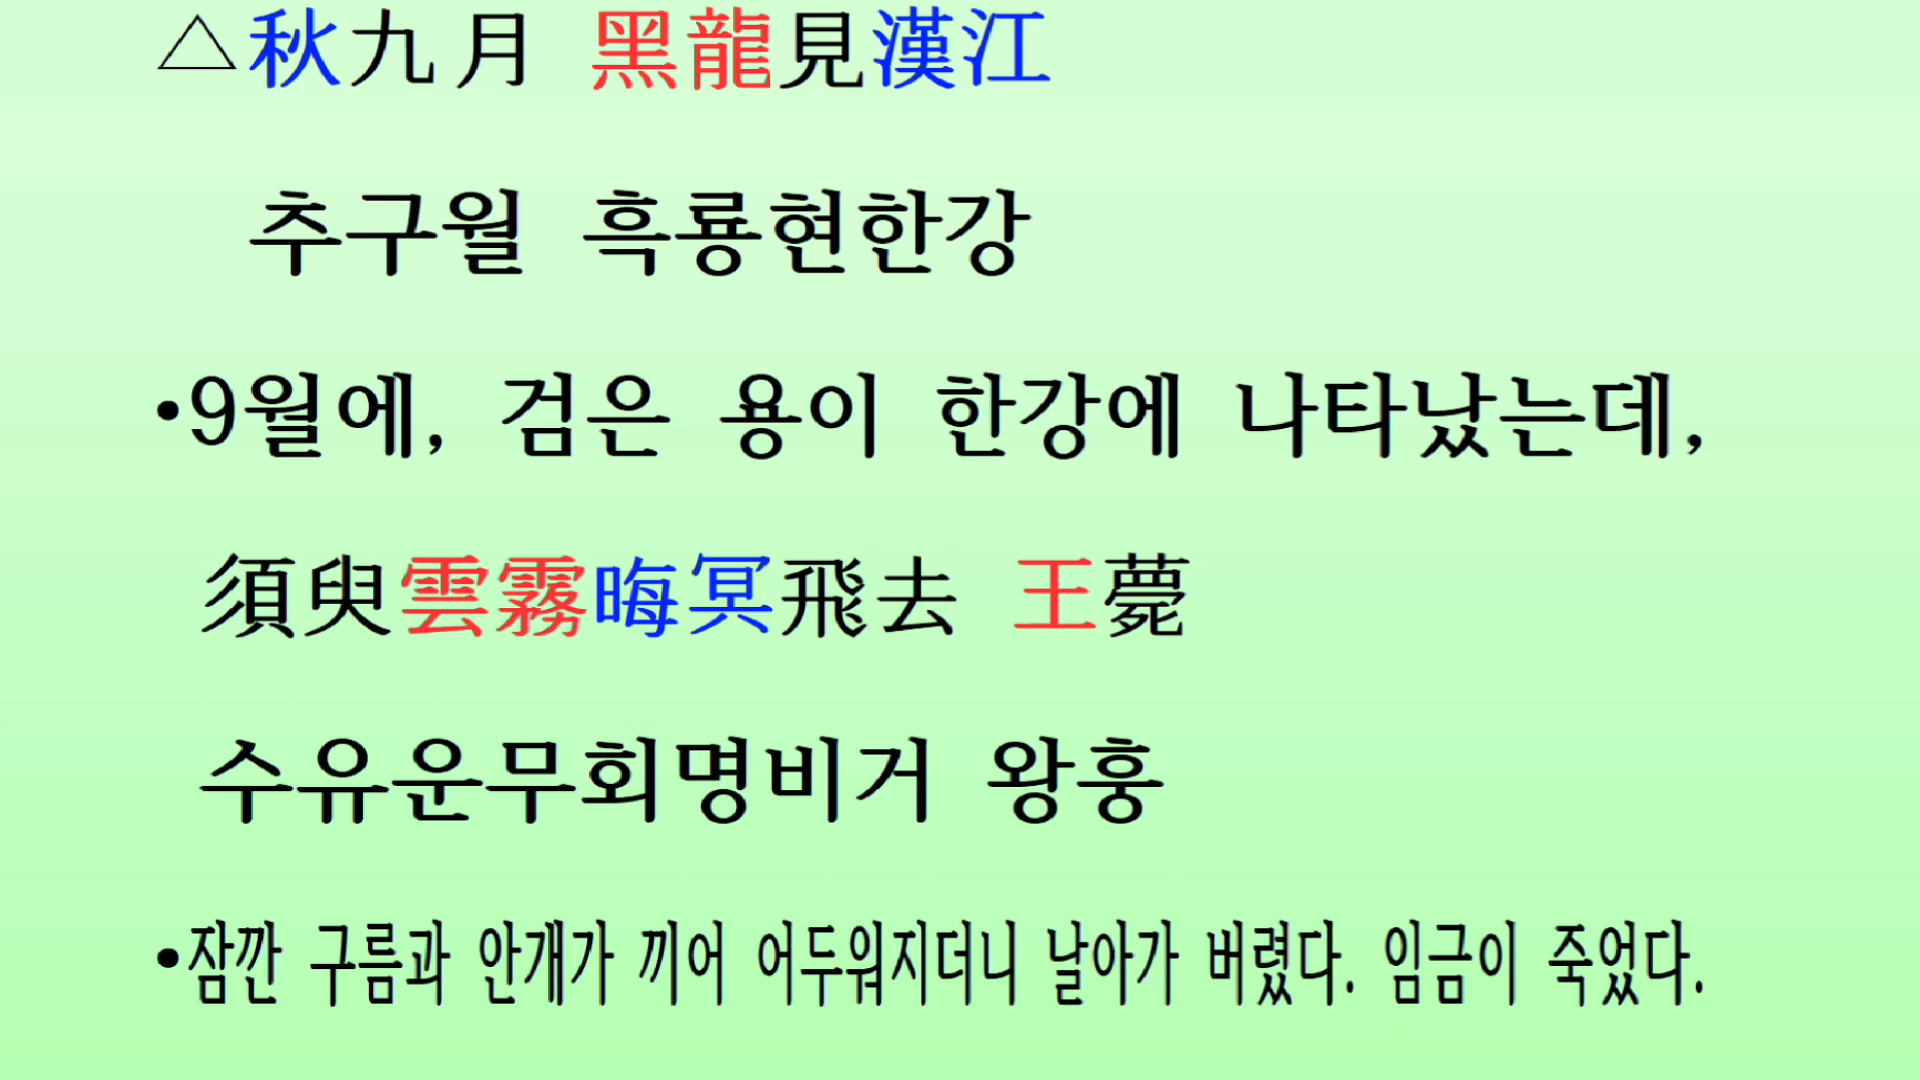 △秋九月 黑龍見漢江
추구월 흑룡현한강
•9월에, 검은 용이 한강에 나타났는데,
須臾雲霧晦冥飛去 王薨
수유운무회명비거 왕훙
•잠깐 구름과 안개가 끼어 어두워지더니 날아가 버렸다. 임금이 죽었다.